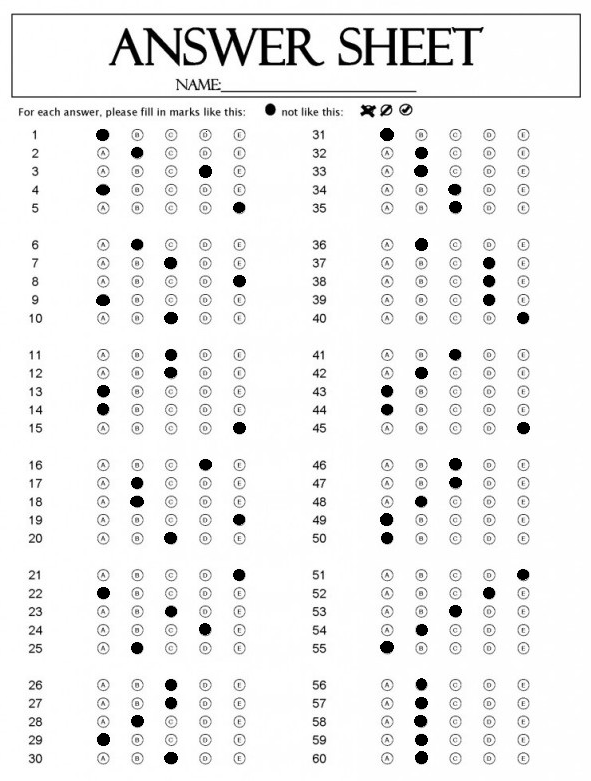 ANSWER SHEET
NAME:
For each answer, please fill in marks like this: not like this:
1 B C D E 31 B C D E
2 A C D E 32 A C D E
3 A B C E 33 A C D E
4 B C D E 34 A B D E
5 A B C D 35 A B D E
6 A C D E 36 A C D E
7 A B D E 37 A B C E
8 A B C D 38 A B C E
9 B C D E 39 A B C E
10 A B D E 40 A B C D
11 A B D E 41 A B D E
12 A B D E 42 A C D E
13 B C D E 43 B C D E
14 B C D E 44 B C D E
15 A B C D 45 A B C D
16 A B C E 46 A B D E
17 A C D E 47 A B D E
18 A C D E 48 A C D E
19 A B C D 49 B C D E
20 A B D E 50 B C D E
21 A B C D 51 A B C D
22 B C D E 52 A B C E
23 A B D E 53 A B D E
24 A B C E 54 A C D E
25 A C D E 55 B C D E
26 A B D E 56 A C D E
27 A B D E 57 A C D E
28 A C D E 58 A C D E
29 B C D E 59 A C D E
30 A B D E 60 A C D E